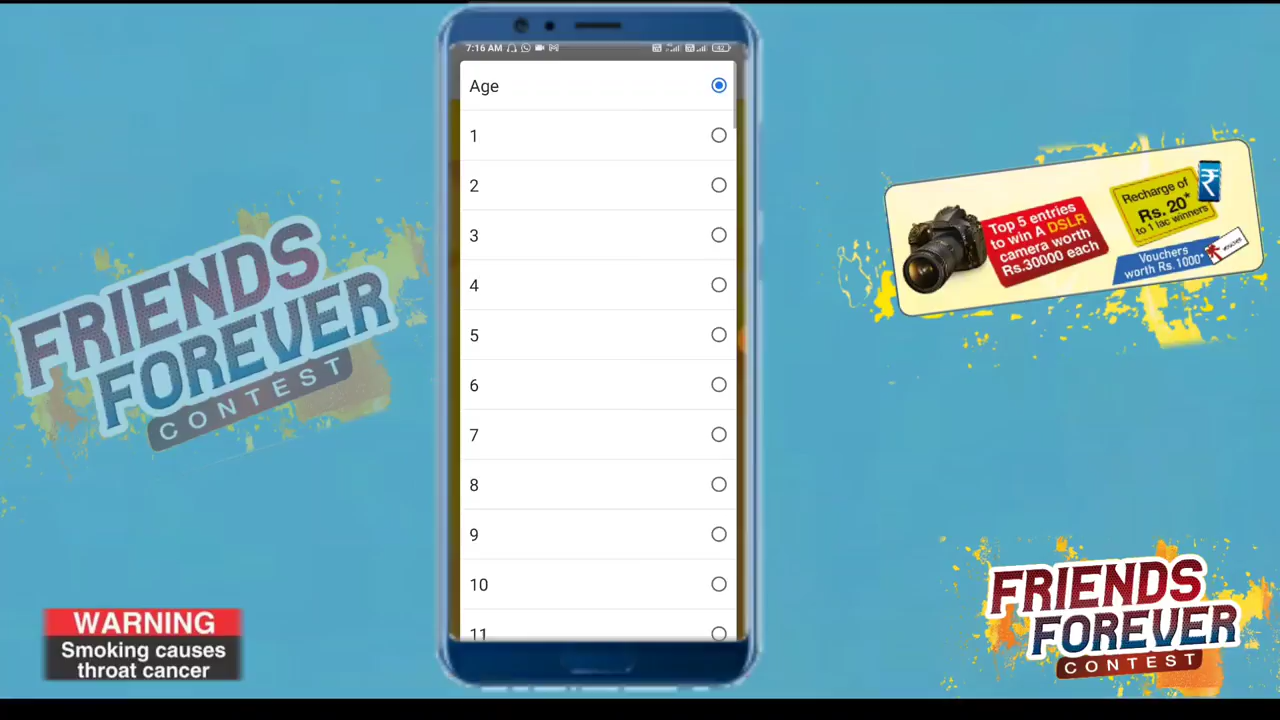 7:16 AM
Age
1
2
3
4
5
6
7
8
9
10
11
FRIENDS
FOREVER
CONTEST
WARNING
Smoking causes
throat cancer
Top 5 entries
to win A DSLR
camera worth
Rs.30000 each
Recharge of
Rs. 20*
to 1 lac winners
Vouchers
worth Rs.1000*
FRIENDS
FOREVER
CONTEST